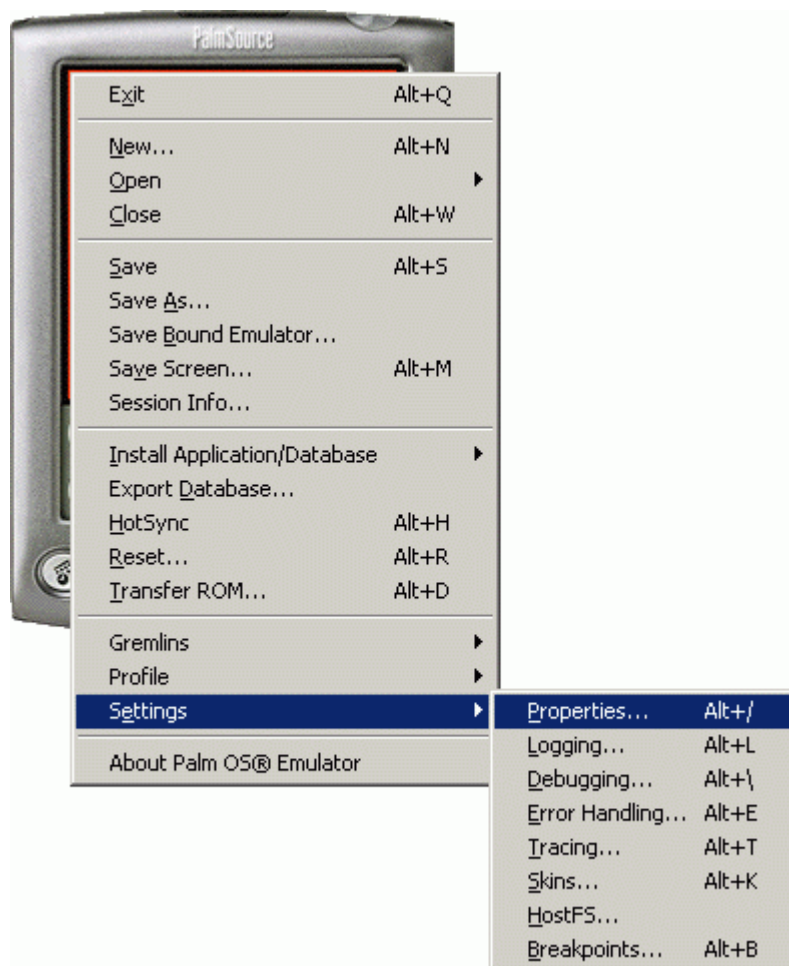 PalmSource
Exit Alt+Q
New... Alt+N
Open
Close Alt+W
Save Alt+S
Save As...
Save Bound Emulator...
Save Screen... Alt+M
Session Info...
Install Application/Database
Export Database...
HotSync Alt+H
Reset... Alt+R
Transfer ROM... Alt+D
Gremlins
Profile
Settings
Properties... Alt+/
About Palm OS® Emulator
Logging... Alt+L
Debugging... Alt+\
Error Handling... Alt+E
Tracing... Alt+T
Skins... Alt+K
HostFS...
Breakpoints... Alt+B